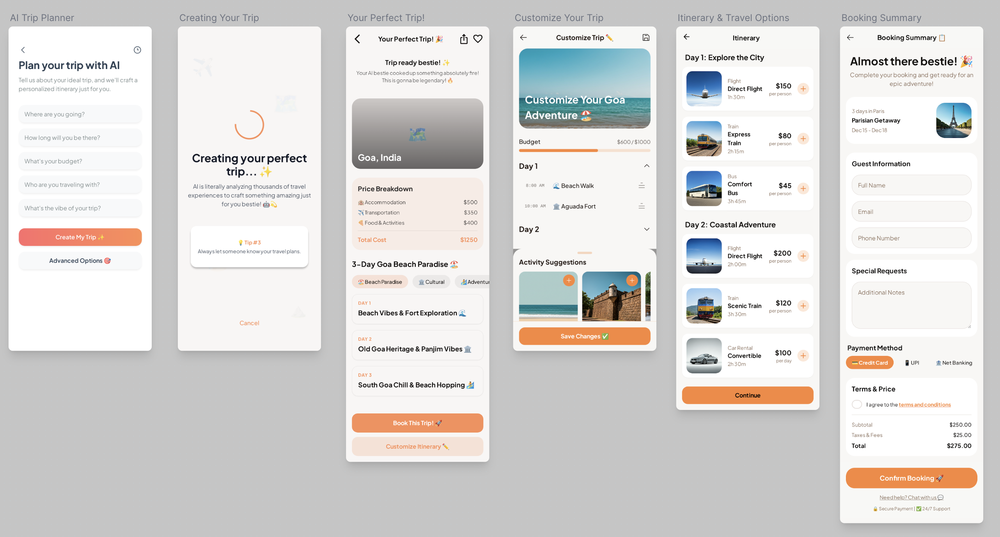 AI Trip Planner
Plan your trip with AI
Tell us about your ideal trip, and we'll craft a
personalized itinerary just for you.
Where are you going?
How long will you be there?
What's your budget?
Who are you traveling with?
What's the vibe of your trip?
Create My Trip ✨
Advanced Options 🎯
Creating Your Trip
Creating your perfect
trip... ✨
AI is literally analyzing thousands of travel
experiences to craft something amazing just
for you bestie! 🤖💫
💡 Tip #3
Always let someone know your travel plans.
Cancel
Your Perfect Trip!
Your Perfect Trip! 🎉
Trip ready bestie! ✨
Your AI bestie cooked up something absolutely fire!
This is gonna be legendary! 🔥
Goa, India
Price Breakdown
🏨 Accommodation $500
✈️ Transportation $350
🍕 Food & Activities $400
Total Cost $1250
3-Day Goa Beach Paradise 🏖️
🏖️ Beach Paradise 🏛️ Cultural 🏄 Adventur
DAY 1
Beach Vibes & Fort Exploration 🌊
DAY 2
Old Goa Heritage & Panjim Vibes 🏛️
DAY 3
South Goa Chill & Beach Hopping 🏄
Book This Trip! 🚀
Customize Itinerary ✏️
Customize Your Trip
Customize Trip ✏️
Customize Your Goa
Adventure 🏖️
Budget $600 / $1000
Day 1
8:00 AM 🌊 Beach Walk
10:00 AM 🏛️ Aguada Fort
Day 2
Activity Suggestions
Save Changes ✅
Itinerary & Travel Options
Itinerary
Day 1: Explore the City
Flight
Direct Flight
1h 30m
$150
per person
Train
Express
Train
2h 15m
$80
per person
Bus
Comfort
Bus
3h 45m
$45
per person
Day 2: Coastal Adventure
Flight
Direct Flight
2h 00m
$200
per person
Train
Scenic Train
3h 30m
$120
per person
Car Rental
Convertible
2h 30m
$100
per day
Continue
Booking Summary
Booking Summary 📋
Almost there bestie! 🎉
Complete your booking and get ready for an
epic adventure!
3 days in Paris
Parisian Getaway
Dec 15 - Dec 18
Guest Information
Full Name
Email
Phone Number
Special Requests
Additional Notes
Payment Method
💳 Credit Card 📱 UPI 🏦 Net Banking
Terms & Price
I agree to the terms and conditions
Subtotal $250.00
Taxes & Fees $25.00
Total $275.00
Confirm Booking 🚀
Need help? Chat with us 💬
🔒 Secure Payment | ✅ 24/7 Support